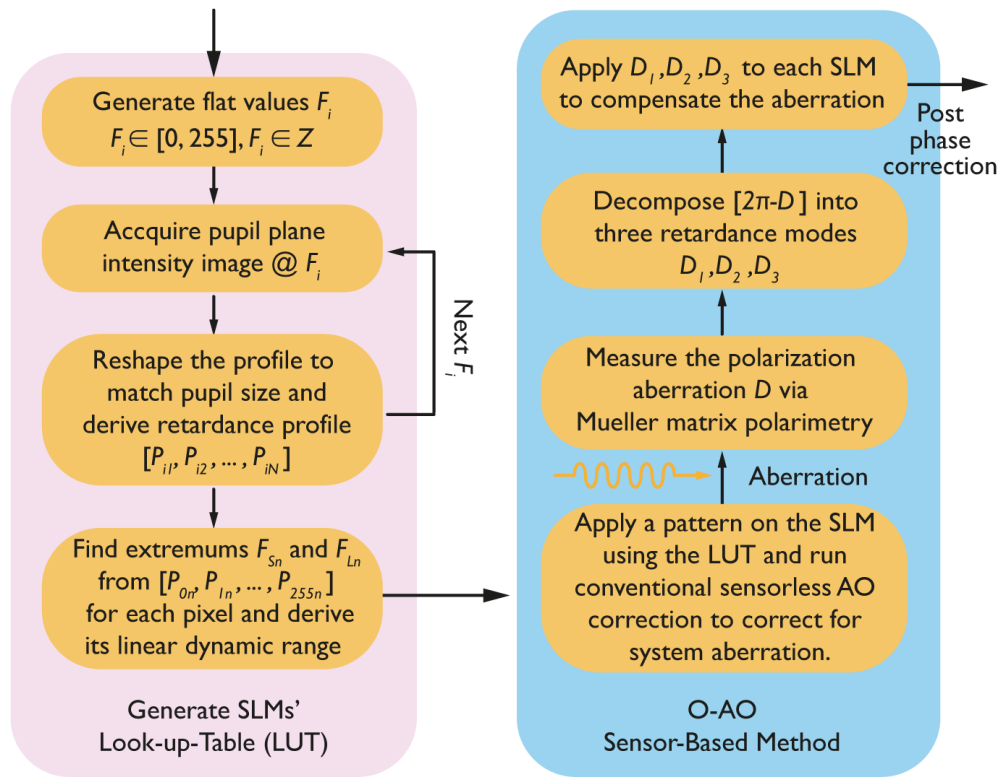 Generate flat values F_i
F_i ∈ [0, 255], F_i ∈ Z
Accquire pupil plane
intensity image @ F_i
Next F_i
Reshape the profile to
match pupil size and
derive retardance profile
[P_i1, P_i2, ... , P_iN]
Find extremums F_Sn and F_Ln
from [P_0n, P_1n, ... , P_255n]
for each pixel and derive
its linear dynamic range
Generate SLMs'
Look-up-Table (LUT)
Apply D_1, D_2, D_3 to each SLM
to compensate the aberration
Post
phase
correction
Decompose [2π-D] into
three retardance modes
D_1, D_2, D_3
Measure the polarization
aberration D via
Mueller matrix polarimetry
Aberration
Apply a pattern on the SLM
using the LUT and run
conventional sensorless AO
correction to correct for
system aberration.
O-AO
Sensor-Based Method